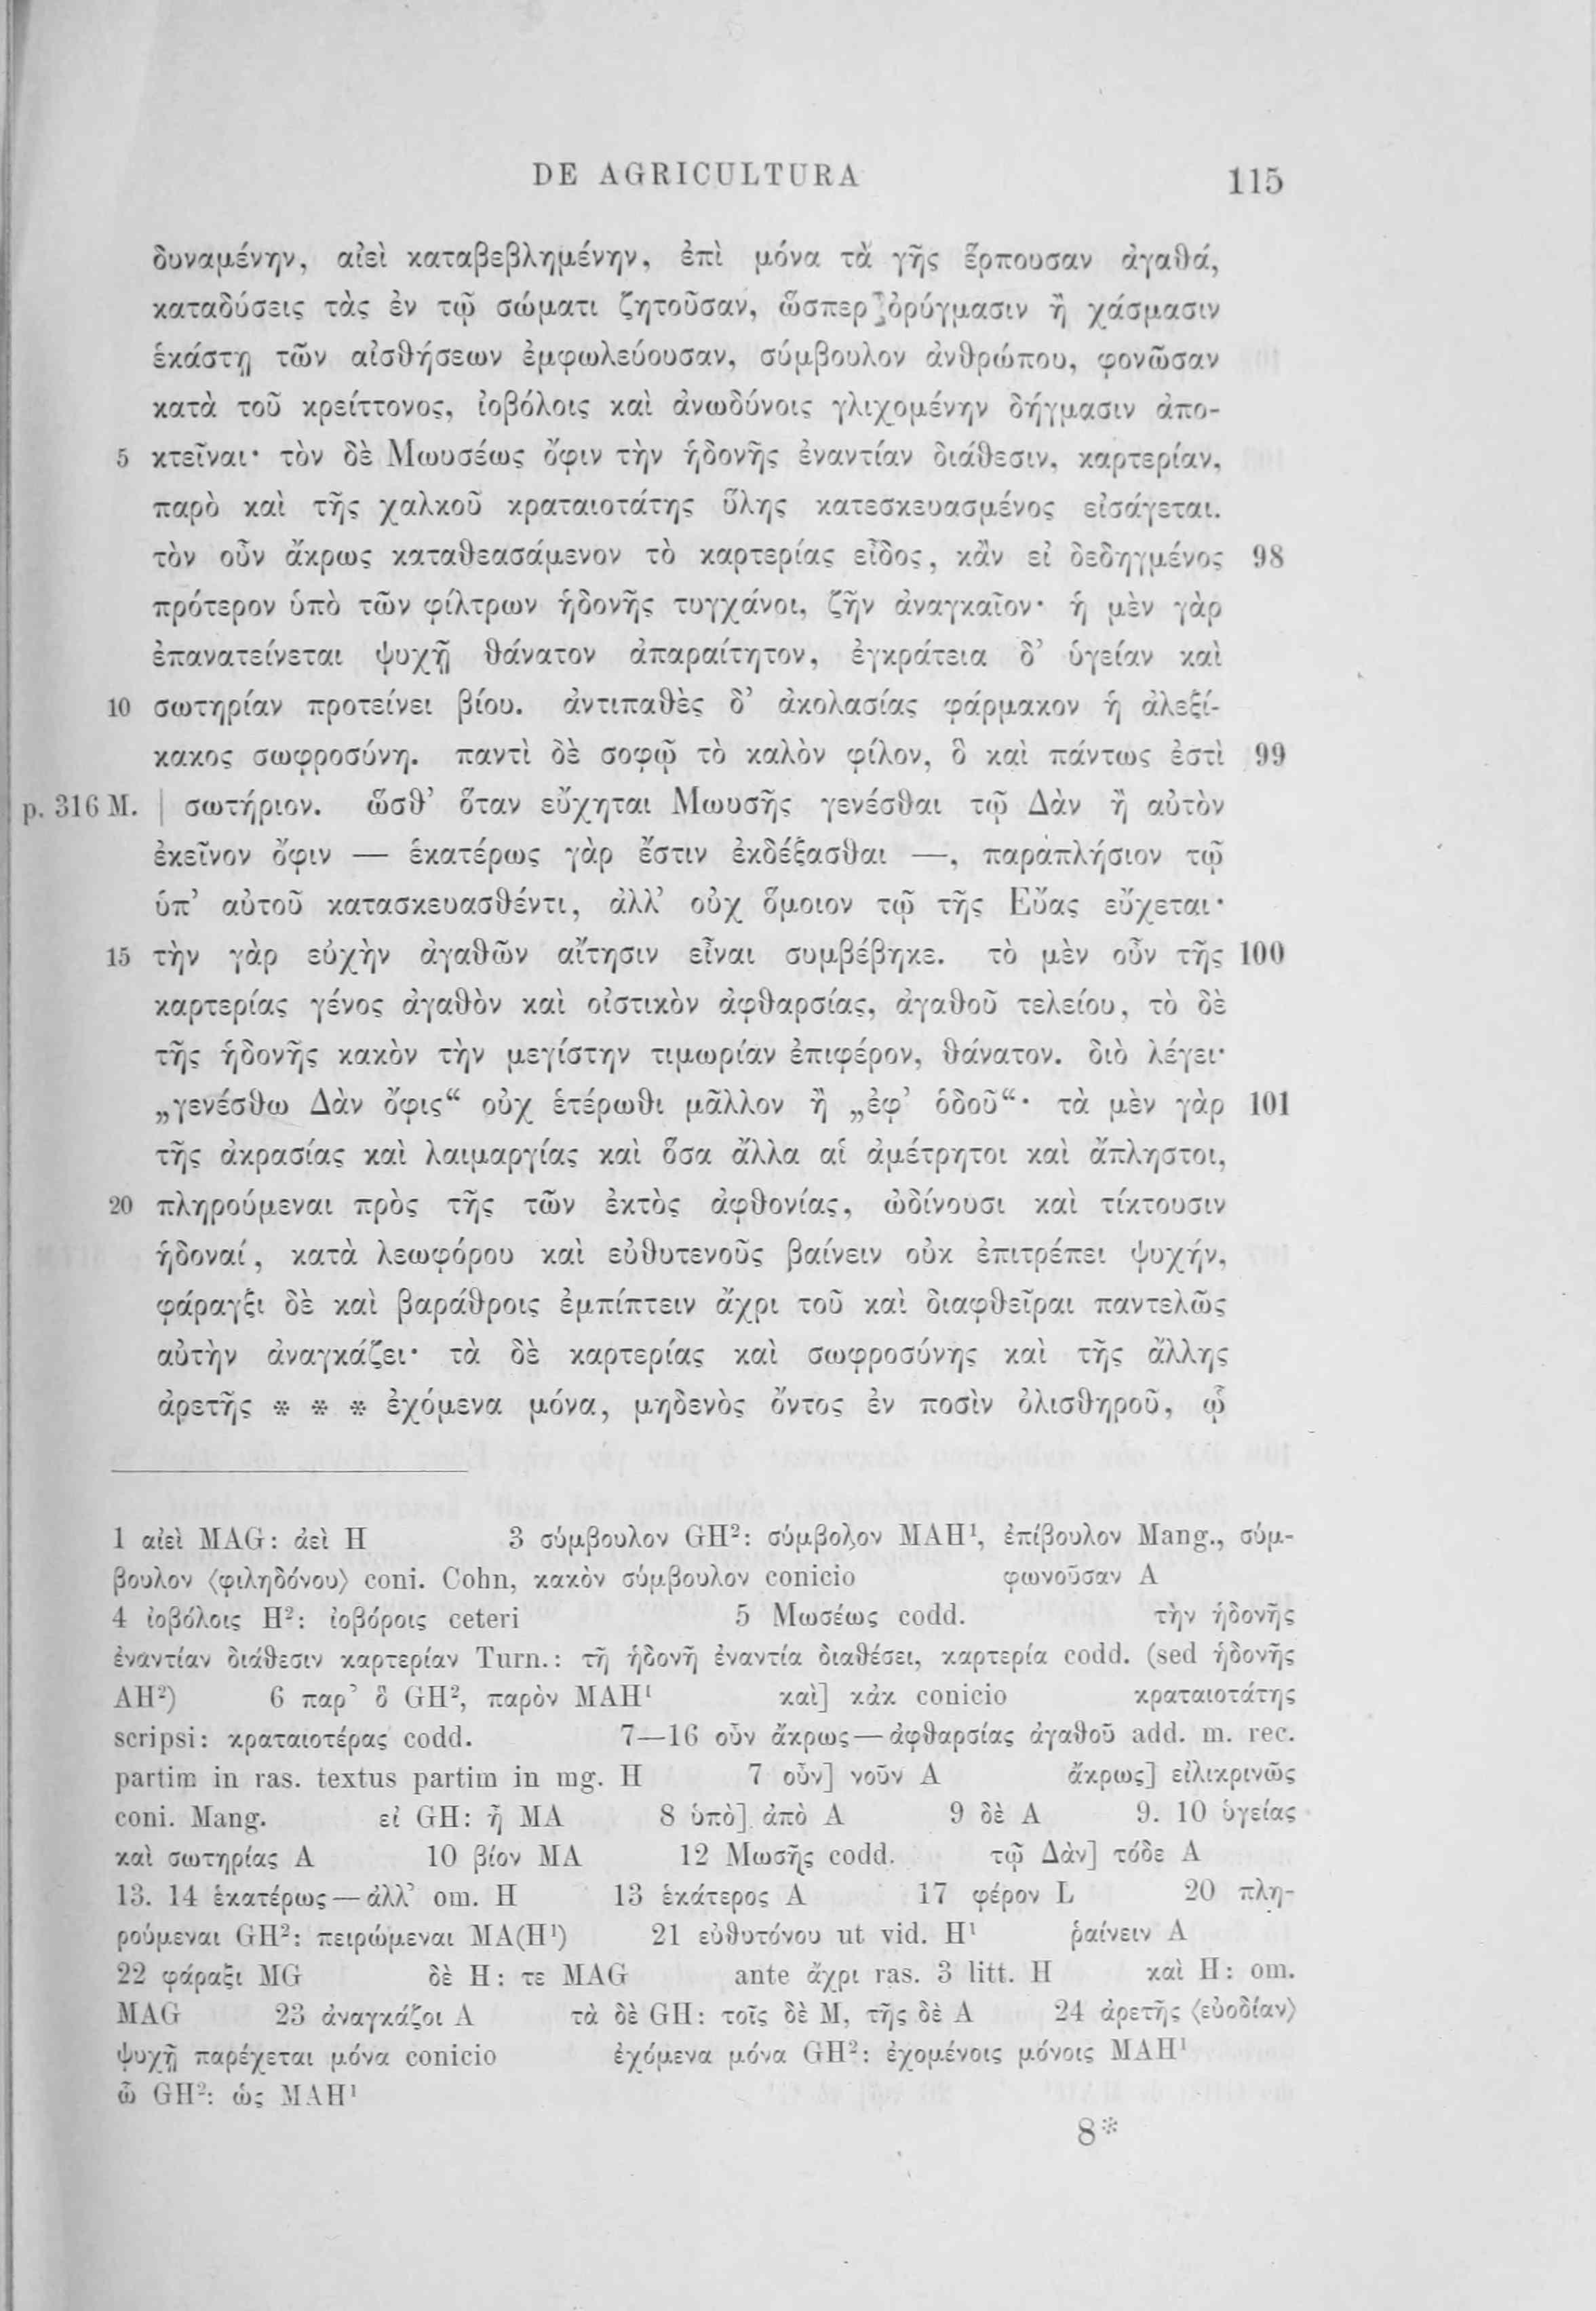 DE AGRICULTURA 115
δυναμένην, αἰεὶ καταβεβλημένην, ἐπὶ μόνα τὰ γῆς ἕρπουσαν ἀγαθά,
καταδύσεις τὰς ἐν τῷ σώματι ζητοῦσαν, ὥσπερ ὀρύγμασιν ἢ χάσμασιν
ἑκάστῃ τῶν αἰσθήσεων ἐμφωλεύουσαν, σύμβουλον ἀνθρώπου, φονῶσαν
κατὰ τοῦ κρείττονος, ἰοβόλοις καὶ ἀνωδύνοις γλιχομένην δήγμασιν ἀπο-
5 κτεῖναι· τὸν δὲ Μωυσέως ὄφιν τὴν ἡδονῆς ἐναντίαν διάθεσιν, καρτερίαν,
παρὸ καὶ τῆς χαλκοῦ κραταιοτάτης ὕλης κατεσκευασμένος εἰσάγεται.
τὸν οὖν ἄκρως καταθεασάμενον τὸ καρτερίας εἶδος, κἂν εἰ δεδηγμένος 98
πρότερον ὑπὸ τῶν φίλτρων ἡδονῆς τυγχάνοι, ζῆν ἀναγκαῖον· ἡ μὲν γὰρ
ἐπανατείνεται ψυχῇ θάνατον ἀπαραίτητον, ἐγκράτεια δ’ ὑγείαν καὶ
10 σωτηρίαν προτείνει βίου. ἀντιπαθὲς δ’ ἀκολασίας φάρμακον ἡ ἀλεξί-
κακος σωφροσύνη. παντὶ δὲ σοφῷ τὸ καλὸν φίλον, ὃ καὶ πάντως ἐστὶ 99
p. 316 M. | σωτήριον. ὥσθ’ ὅταν εὔχηται Μωυσῆς γενέσθαι τῷ Δὰν ἢ αὐτὸν
ἐκεῖνον ὄφιν — ἑκατέρως γὰρ ἔστιν ἐκδέξασθαι —, παραπλήσιον τῷ
ὑπ’ αὐτοῦ κατασκευασθέντι, ἀλλ’ οὐχ ὅμοιον τῷ τῆς Εὔας εὔχεται·
15 τὴν γὰρ εὐχὴν ἀγαθῶν αἴτησιν εἶναι συμβέβηκε. τὸ μὲν οὖν τῆς 100
καρτερίας γένος ἀγαθὸν καὶ οἰστικὸν ἀφθαρσίας, ἀγαθοῦ τελείου, τὸ δὲ
τῆς ἡδονῆς κακὸν τὴν μεγίστην τιμωρίαν ἐπιφέρον, θάνατον. διὸ λέγει·
„γενέσθω Δὰν ὄφις“ οὐχ ἑτέρωθι μᾶλλον ἢ „ἐφ’ ὁδοῦ“· τὰ μὲν γὰρ 101
τῆς ἀκρασίας καὶ λαιμαργίας καὶ ὅσα ἄλλα αἱ ἀμέτρητοι καὶ ἄπληστοι,
20 πληρούμεναι πρὸς τῆς τῶν ἐκτὸς ἀφθονίας, ὠδίνουσι καὶ τίκτουσιν
ἡδοναί, κατὰ λεωφόρου καὶ εὐθυτενοῦς βαίνειν οὐκ ἐπιτρέπει ψυχήν,
φάραγξι δὲ καὶ βαράθροις ἐμπίπτειν ἄχρι τοῦ καὶ διαφθεῖραι παντελῶς
αὐτὴν ἀναγκάζει· τὰ δὲ καρτερίας καὶ σωφροσύνης καὶ τῆς ἄλλης
ἀρετῆς * * * ἐχόμενα μόνα, μηδενὸς ὄντος ἐν ποσὶν ὀλισθηροῦ, ᾧ
1 αἰεὶ MAG: ἀεὶ H 3 σύμβουλον GH²: σύμβολον MAH¹, ἐπίβουλον Mang., σύμ-
βουλον ⟨φιληδόνου⟩ coni. Cohn, κακὸν σύμβουλον conicio φωνοῦσαν A
4 ἰοβόλοις H²: ἰοβόροις ceteri 5 Μωσέως codd. τὴν ἡδονῆς
ἐναντίαν διάθεσιν καρτερίαν Turn.: τῇ ἡδονῇ ἐναντία διαθέσει, καρτερία codd. (sed ἡδονῆς
AH²) 6 παρ’ ὃ GH², παρὸν MAH¹ καὶ] κἀκ conicio κραταιοτάτης
scripsi: κραταιοτέρας codd. 7—16 οὖν ἄκρως — ἀφθαρσίας ἀγαθοῦ add. m. rec.
partim in ras. textus partim in mg. H 7 οὖν] νοῦν A ἄκρως] εἰλικρινῶς
coni. Mang. εἰ GH: ᾖ MA 8 ὑπὸ] ἀπὸ A 9 δὲ A 9. 10 ὑγείας
καὶ σωτηρίας A 10 βίον MA 12 Μωσῆς codd. τῷ Δὰν] τόδε A
13. 14 ἑκατέρως — ἀλλ’ om. H 13 ἑκάτερος A 17 φέρον L 20 πλη-
ρούμεναι GH²: πειρώμεναι MA(H¹) 21 εὐθυτόνου ut vid. H¹ ῥαίνειν A
22 φάραξι MG δὲ H: τε MAG ante ἄχρι ras. 3 litt. H καὶ H: om.
MAG 23 ἀναγκάζοι A τὰ δὲ GH: τοῖς δὲ M, τῆς δὲ A 24 ἀρετῆς ⟨εὐοδίαν⟩
ψυχῇ παρέχεται μόνα conicio ἐχόμενα μόνα GH²: ἐχομένοις μόνοις MAH¹
ᾧ GH²: ὡς MAH¹
8*